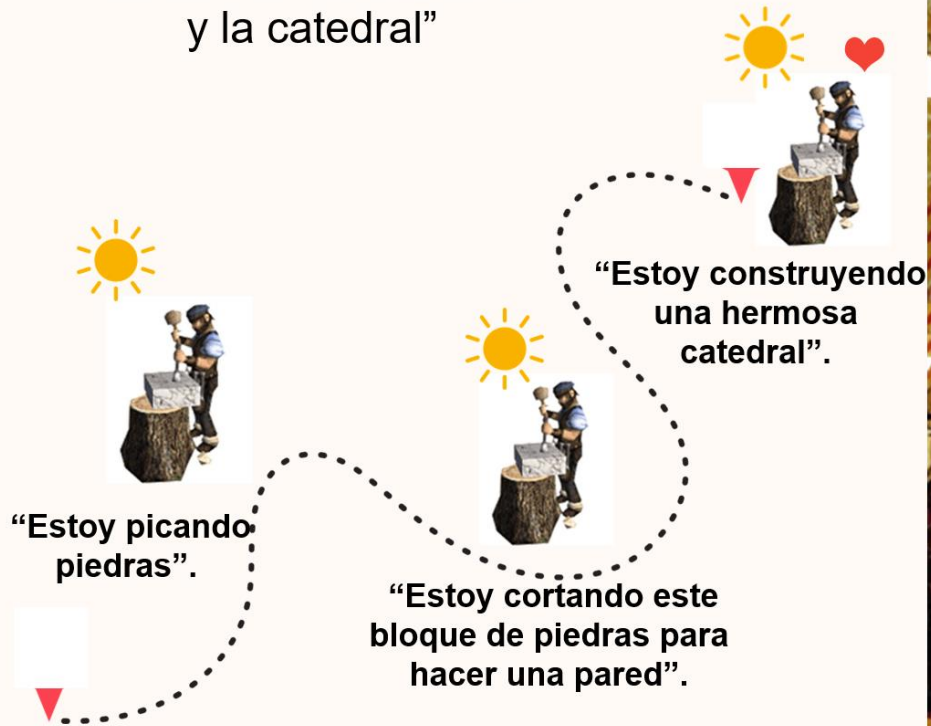 y la catedral”
“Estoy construyendo
una hermosa
catedral”.
“Estoy picando
piedras”.
“Estoy cortando este
bloque de piedras para
hacer una pared”.